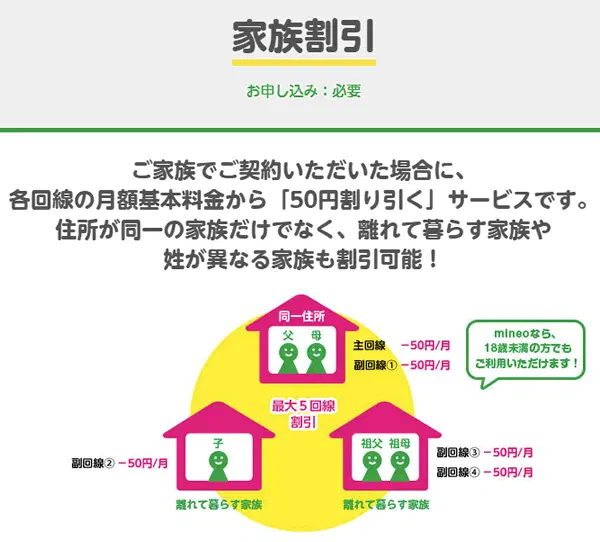 家族割引
お申し込み：必要
ご家族でご契約いただいた場合に、
各回線の月額基本料金から「50円割り引く」サービスです。
住所が同一の家族だけでなく、離れて暮らす家族や
姓が異なる家族も割引可能！
同一住所
父 母
主回線 −50円/月
副回線① −50円/月
mineoなら、
18歳未満の方でも
ご利用いただけます！
最大５回線
割引
子
副回線② −50円/月
離れて暮らす家族
祖父 祖母
副回線③ −50円/月
副回線④ −50円/月
離れて暮らす家族